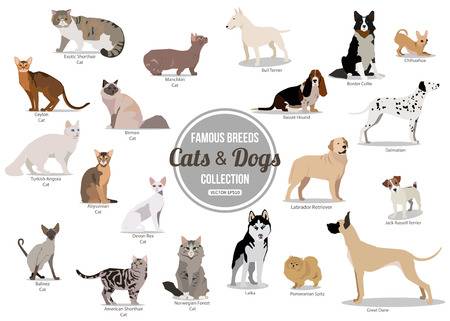 Exotic Shorthair
Cat
Manchkin
Cat
Bull Terrier
Border Collie
Chihuahua
Ceylon
Cat
Birmese
Cat
Basset Hound
Dalmatian
FAMOUS BREEDS
Cats & Dogs
COLLECTION
VECTOR EPS10
Turkish Angora
Cat
Abyssinian
Cat
Devon Rex
Cat
Labrador Retriever
Jack Russell Terrier
Balinez
Cat
American Shorthair
Cat
Norwegian Forest
Cat
Laika
Pomeranian Spitz
Great Dane